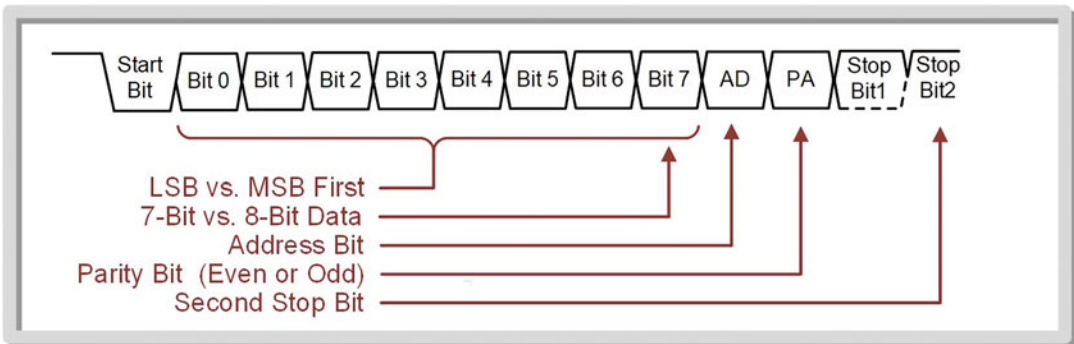 Start Bit
Bit 0
Bit 1
Bit 2
Bit 3
Bit 4
Bit 5
Bit 6
Bit 7
AD
PA
Stop Bit1
Stop Bit2
LSB vs. MSB First
7-Bit vs. 8-Bit Data
Address Bit
Parity Bit (Even or Odd)
Second Stop Bit